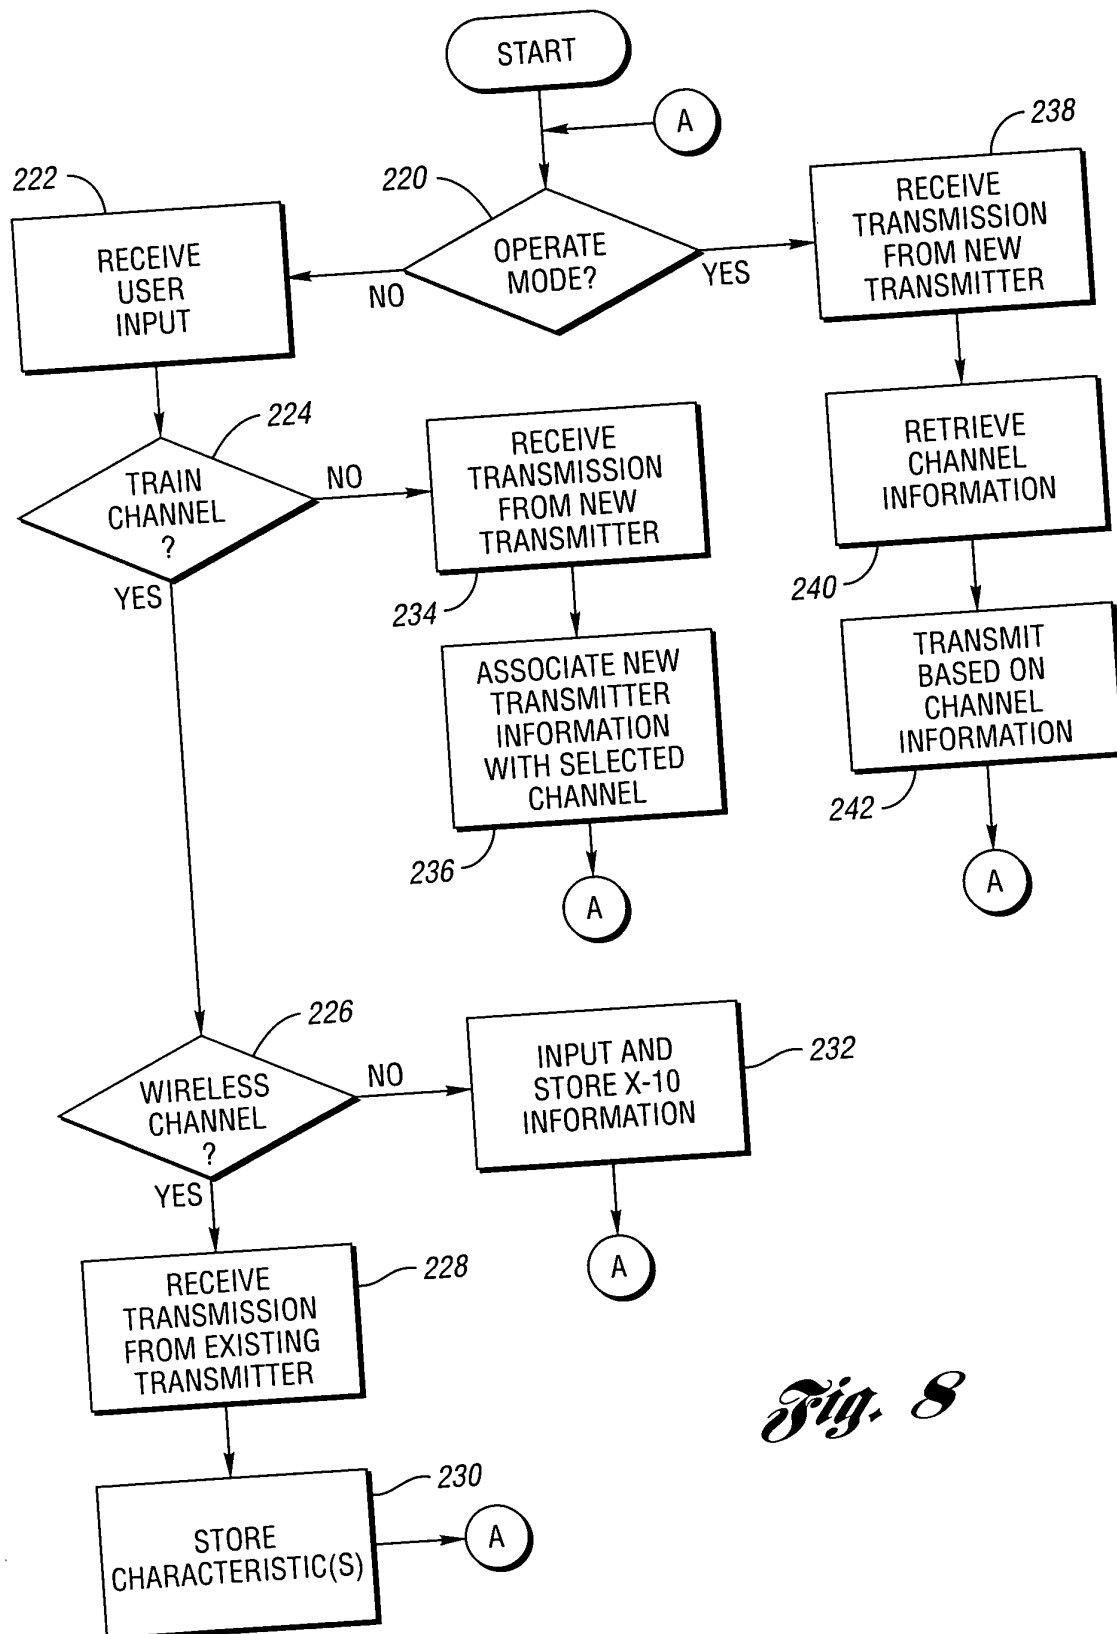 START
A
238
222
220
RECEIVE
TRANSMISSION
FROM NEW
TRANSMITTER
RECEIVE
USER
INPUT
OPERATE
MODE?
NO
YES
224
TRAIN
CHANNEL
?
NO
YES
RECEIVE
TRANSMISSION
FROM NEW
TRANSMITTER
234
RETRIEVE
CHANNEL
INFORMATION
240
ASSOCIATE NEW
TRANSMITTER
INFORMATION
WITH SELECTED
CHANNEL
236
A
TRANSMIT
BASED ON
CHANNEL
INFORMATION
242
A
226
WIRELESS
CHANNEL
?
NO
YES
INPUT AND
STORE X-10
INFORMATION
232
A
RECEIVE
TRANSMISSION
FROM EXISTING
TRANSMITTER
228
230
STORE
CHARACTERISTIC(S)
A
Fig. 8